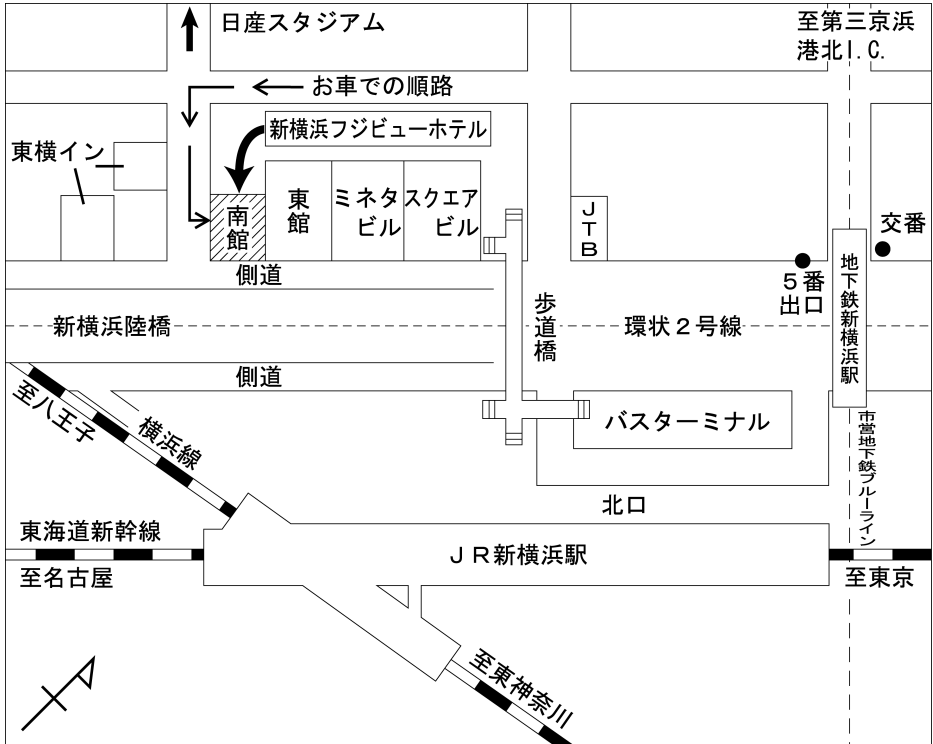 日産スタジアム
至第三京浜
港北I.C.
お車での順路
新横浜フジビューホテル
東横イン
南館
東館
ミネタ
ビル
スクエア
ビル
JTB
交番
5番
出口
地下鉄新横浜駅
側道
新横浜陸橋
歩道橋
環状2号線
側道
至八王子
横浜線
バスターミナル
市営地下鉄ブルーライン
北口
東海道新幹線
JR新横浜駅
至名古屋
至東京
至東神奈川